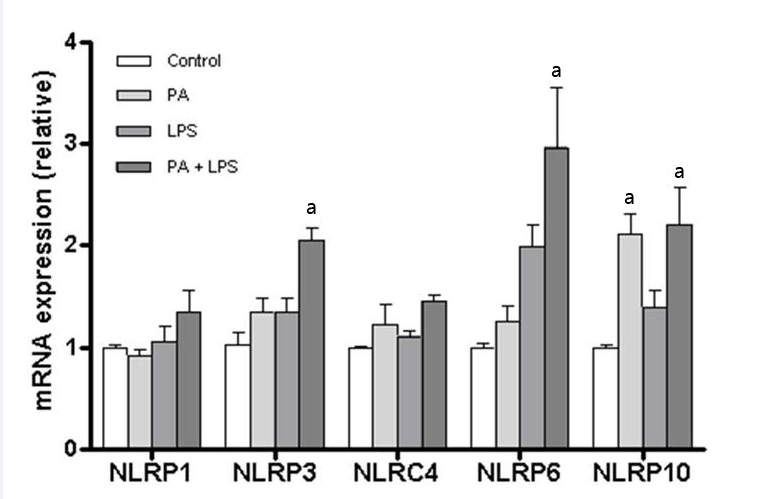 mRNA expression (relative)
4
3
2
1
0
Control
PA
LPS
PA + LPS
a
a
a
a
NLRP1 NLRP3 NLRC4 NLRP6 NLRP10